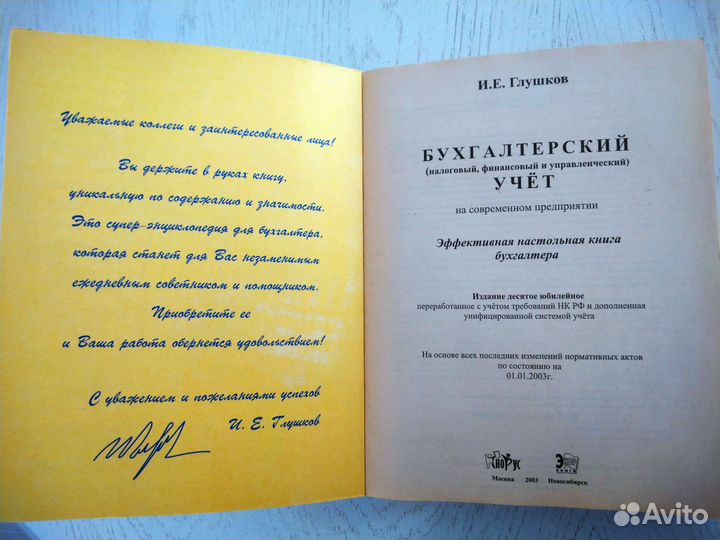 Уважаемые коллеги и заинтересованные лица!
Вы держите в руках книгу,
уникальную по содержанию и значимости.
Это супер-энциклопедия для бухгалтера,
которая станет для Вас незаменимым
ежедневным советником и помощником.
Приобретите ее
и Ваша работа обернется удовольствием!
С уважением и пожеланиями успехов
И. Е. Глушков
И.Е. Глушков
БУХГАЛТЕРСКИЙ
(налоговый, финансовый и управленческий)
УЧЁТ
на современном предприятии
Эффективная настольная книга
бухгалтера
Издание десятое юбилейное
переработанное с учётом требований НК РФ и дополненная
унифицированной системой учёта
На основе всех последних изменений нормативных актов
по состоянию на
01.01.2003г.
КноРус
Экор
книга
Москва 2003 Новосибирск
Avito